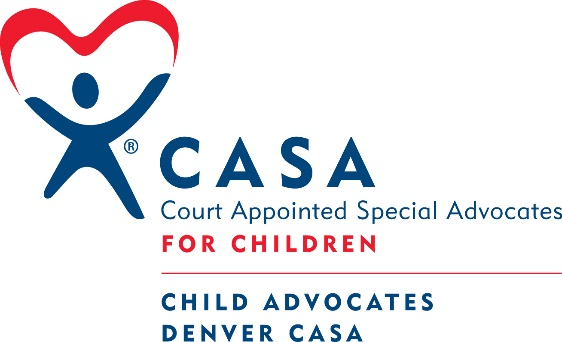 ®
CASA
Court Appointed Special Advocates
FOR CHILDREN
CHILD ADVOCATES
DENVER CASA